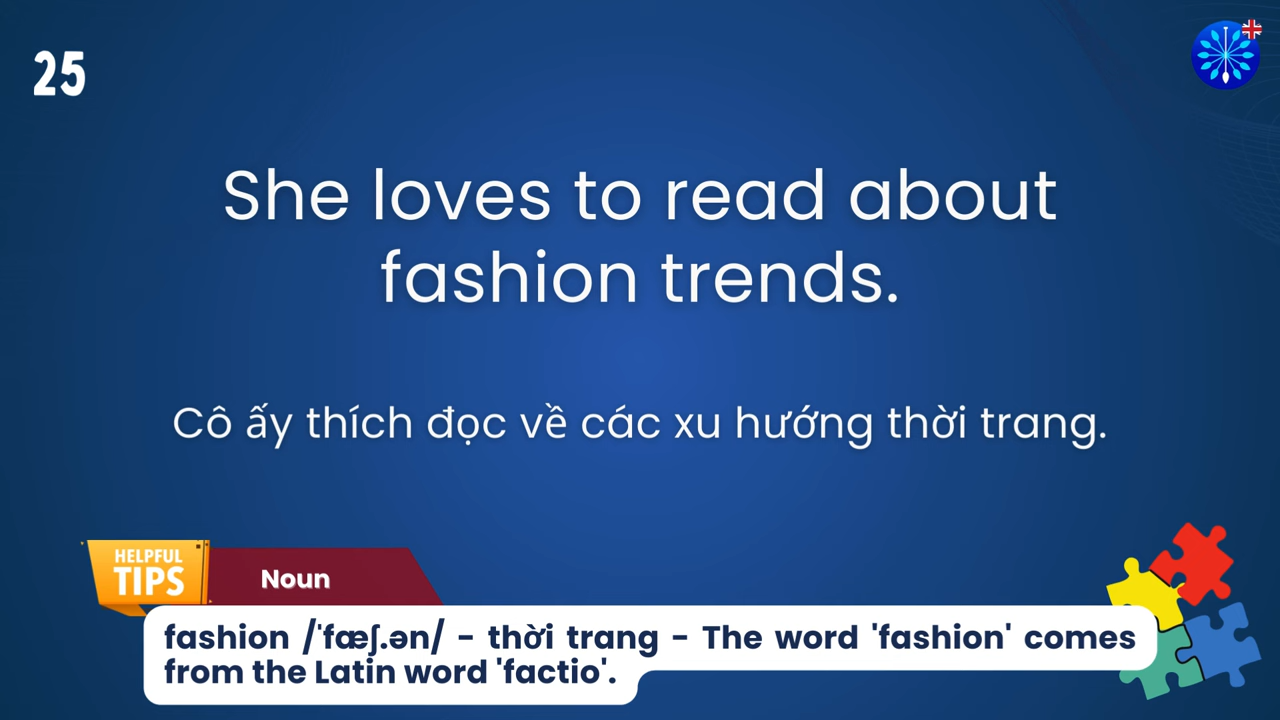 25
She loves to read about
fashion trends.
Cô ấy thích đọc về các xu hướng thời trang.
HELPFUL
TIPS
Noun
fashion /ˈfæʃ.ən/ - thời trang - The word 'fashion' comes
from the Latin word 'factio'.